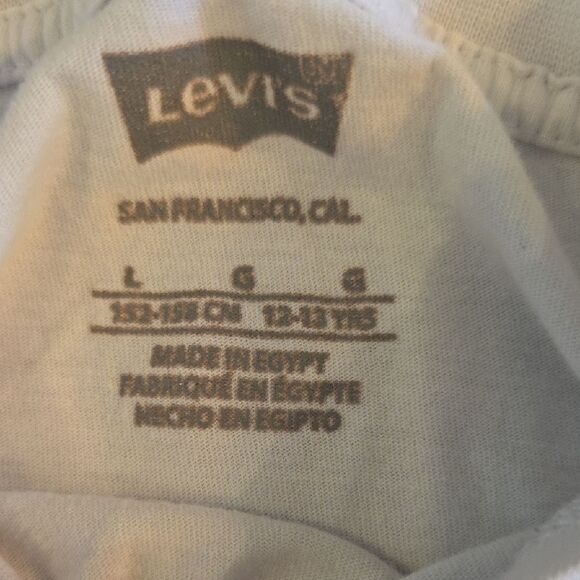 Levi's
SAN FRANCISCO, CAL.
L G G
152-158 CM 12-13 YRS
MADE IN EGYPT
FABRIQUÉ EN ÉGYPTE
HECHO EN EGIPTO